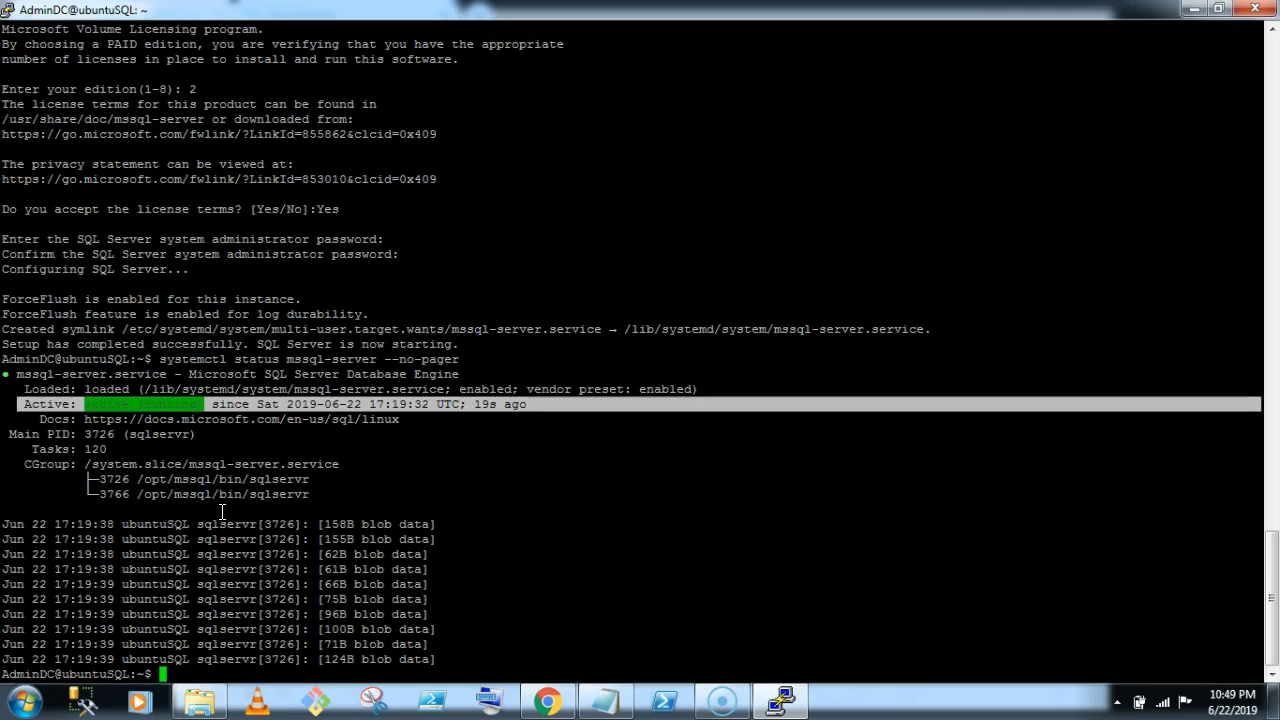 AdminDC@ubuntuSQL: ~
Microsoft Volume Licensing program.
By choosing a PAID edition, you are verifying that you have the appropriate
number of licenses in place to install and run this software.
Enter your edition(1-8): 2
The license terms for this product can be found in
/usr/share/doc/mssql-server or downloaded from:
https://go.microsoft.com/fwlink/?LinkId=855862&clcid=0x409
The privacy statement can be viewed at:
https://go.microsoft.com/fwlink/?LinkId=853010&clcid=0x409
Do you accept the license terms? [Yes/No]:Yes
Enter the SQL Server system administrator password:
Confirm the SQL Server system administrator password:
Configuring SQL Server...
ForceFlush is enabled for this instance.
ForceFlush feature is enabled for log durability.
Created symlink /etc/systemd/system/multi-user.target.wants/mssql-server.service → /lib/systemd/system/mssql-server.service.
Setup has completed successfully. SQL Server is now starting.
AdminDC@ubuntuSQL:~$ systemctl status mssql-server --no-pager
● mssql-server.service - Microsoft SQL Server Database Engine
Loaded: loaded (/lib/systemd/system/mssql-server.service; enabled; vendor preset: enabled)
Active: active (running) since Sat 2019-06-22 17:19:32 UTC; 19s ago
Docs: https://docs.microsoft.com/en-us/sql/linux
Main PID: 3726 (sqlservr)
Tasks: 120
CGroup: /system.slice/mssql-server.service
├─3726 /opt/mssql/bin/sqlservr
└─3766 /opt/mssql/bin/sqlservr
Jun 22 17:19:38 ubuntuSQL sqlservr[3726]: [158B blob data]
Jun 22 17:19:38 ubuntuSQL sqlservr[3726]: [155B blob data]
Jun 22 17:19:38 ubuntuSQL sqlservr[3726]: [62B blob data]
Jun 22 17:19:38 ubuntuSQL sqlservr[3726]: [61B blob data]
Jun 22 17:19:39 ubuntuSQL sqlservr[3726]: [66B blob data]
Jun 22 17:19:39 ubuntuSQL sqlservr[3726]: [75B blob data]
Jun 22 17:19:39 ubuntuSQL sqlservr[3726]: [96B blob data]
Jun 22 17:19:39 ubuntuSQL sqlservr[3726]: [100B blob data]
Jun 22 17:19:39 ubuntuSQL sqlservr[3726]: [71B blob data]
Jun 22 17:19:39 ubuntuSQL sqlservr[3726]: [124B blob data]
AdminDC@ubuntuSQL:~$
10:49 PM
6/22/2019